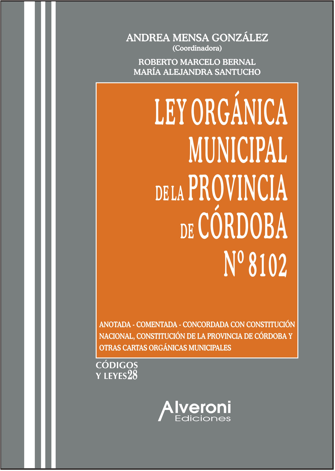 ANDREA MENSA GONZÁLEZ
(Coordinadora)
ROBERTO MARCELO BERNAL
MARÍA ALEJANDRA SANTUCHO
LEY ORGÁNICA
MUNICIPAL
DE LA PROVINCIA
DE CÓRDOBA
Nº 8102
ANOTADA - COMENTADA - CONCORDADA CON CONSTITUCIÓN
NACIONAL, CONSTITUCIÓN DE LA PROVINCIA DE CÓRDOBA Y
OTRAS CARTAS ORGÁNICAS MUNICIPALES
CÓDIGOS
Y LEYES28
Alveroni
Ediciones